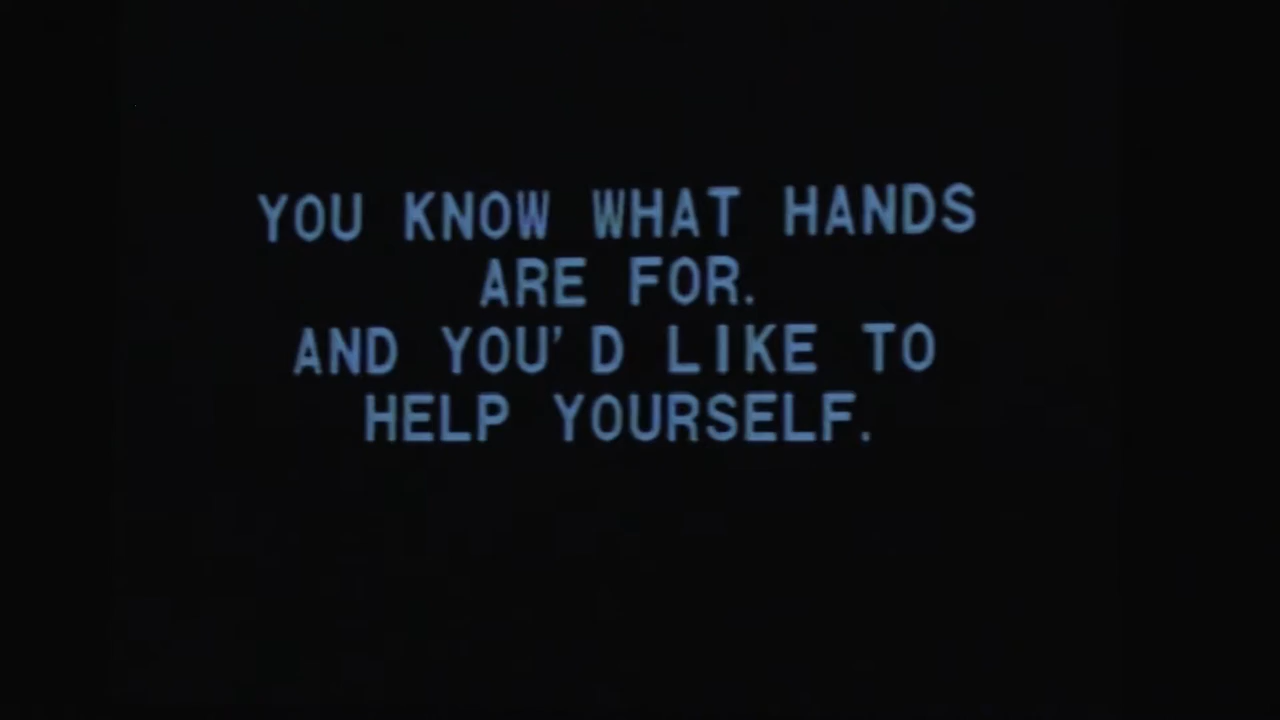 YOU KNOW WHAT HANDS
ARE FOR.
AND YOU'D LIKE TO
HELP YOURSELF.